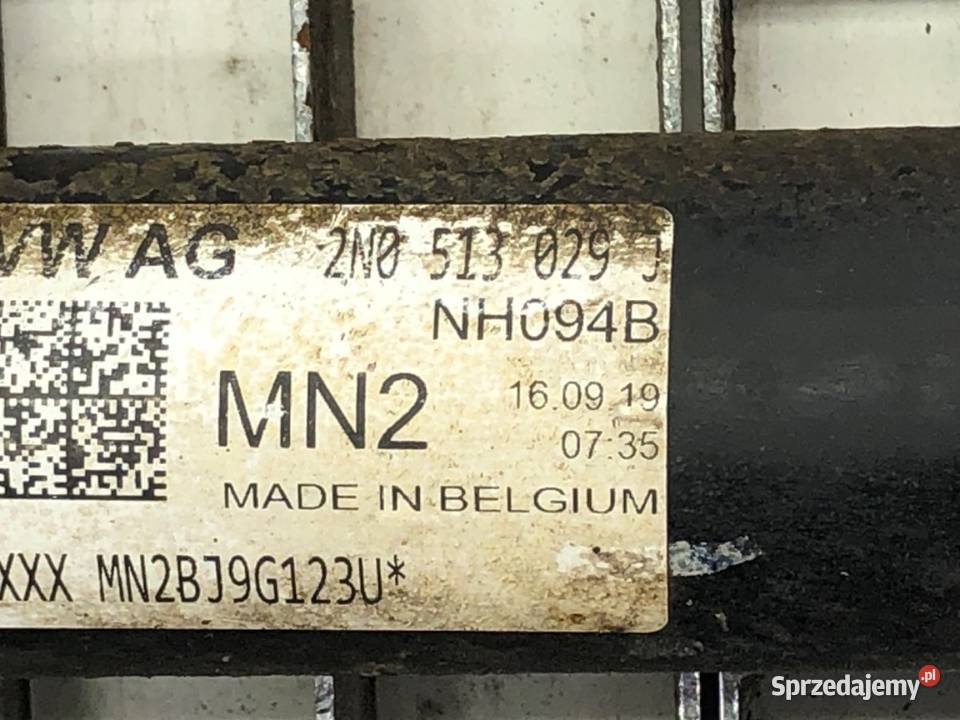 VW AG 2N0 513 029 J
NH094B
MN2
16.09.19
07:35
MADE IN BELGIUM
XXX MN2BJ9G123U*
Sprzedajemy.pl